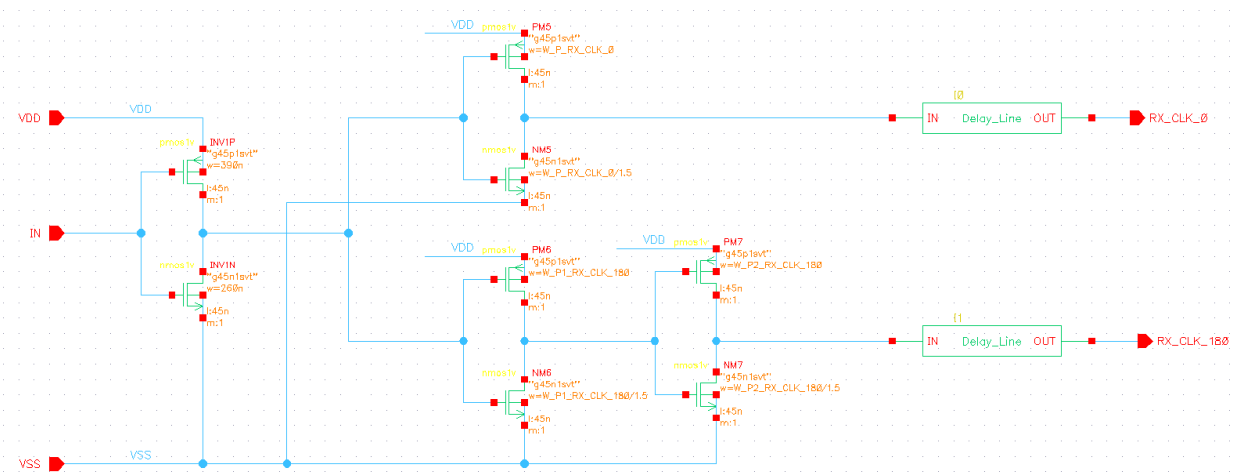 VDD
pmos1v
PM5
"g45p1svt"
w=W_P_RX_CLK_0
l:45n
m:1
VDD
VDD
pmos1v
INV1P
"g45p1svt"
w=390n
l:45n
m:1
nmos1v
NM5
"g45n1svt"
w=W_P_RX_CLK_0/1.5
l:45n
m:1
I0
IN Delay_Line OUT
RX_CLK_0
IN
nmos1v
INV1N
"g45n1svt"
w=260n
l:45n
m:1
VDD
pmos1v
PM6
"g45p1svt"
w=W_P1_RX_CLK_180
l:45n
m:1
VDD
pmos1v
PM7
"g45p1svt"
w=W_P2_RX_CLK_180
l:45n
m:1
I1
IN Delay_Line OUT
RX_CLK_180
nmos1v
NM6
"g45n1svt"
w=W_P1_RX_CLK_180/1.5
l:45n
m:1
nmos1v
NM7
"g45n1svt"
w=W_P2_RX_CLK_180/1.5
l:45n
m:1
VSS
VSS